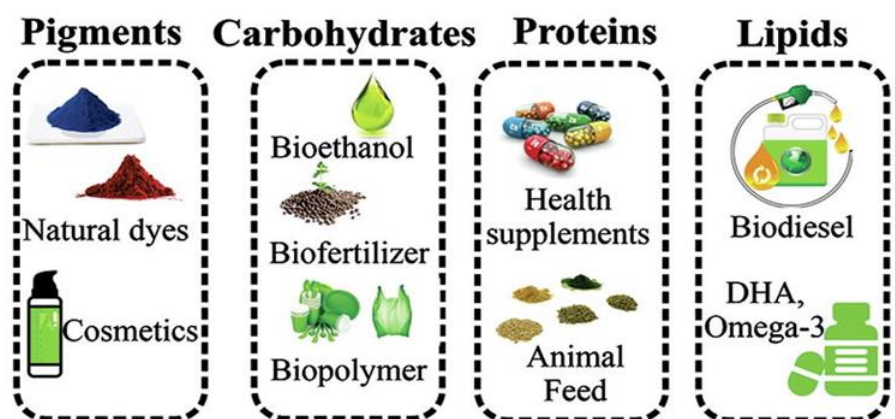 Pigments
Natural dyes
Cosmetics
Carbohydrates
Bioethanol
Biofertilizer
Biopolymer
Proteins
Health
supplements
Animal
Feed
Lipids
Biodiesel
DHA,
Omega-3